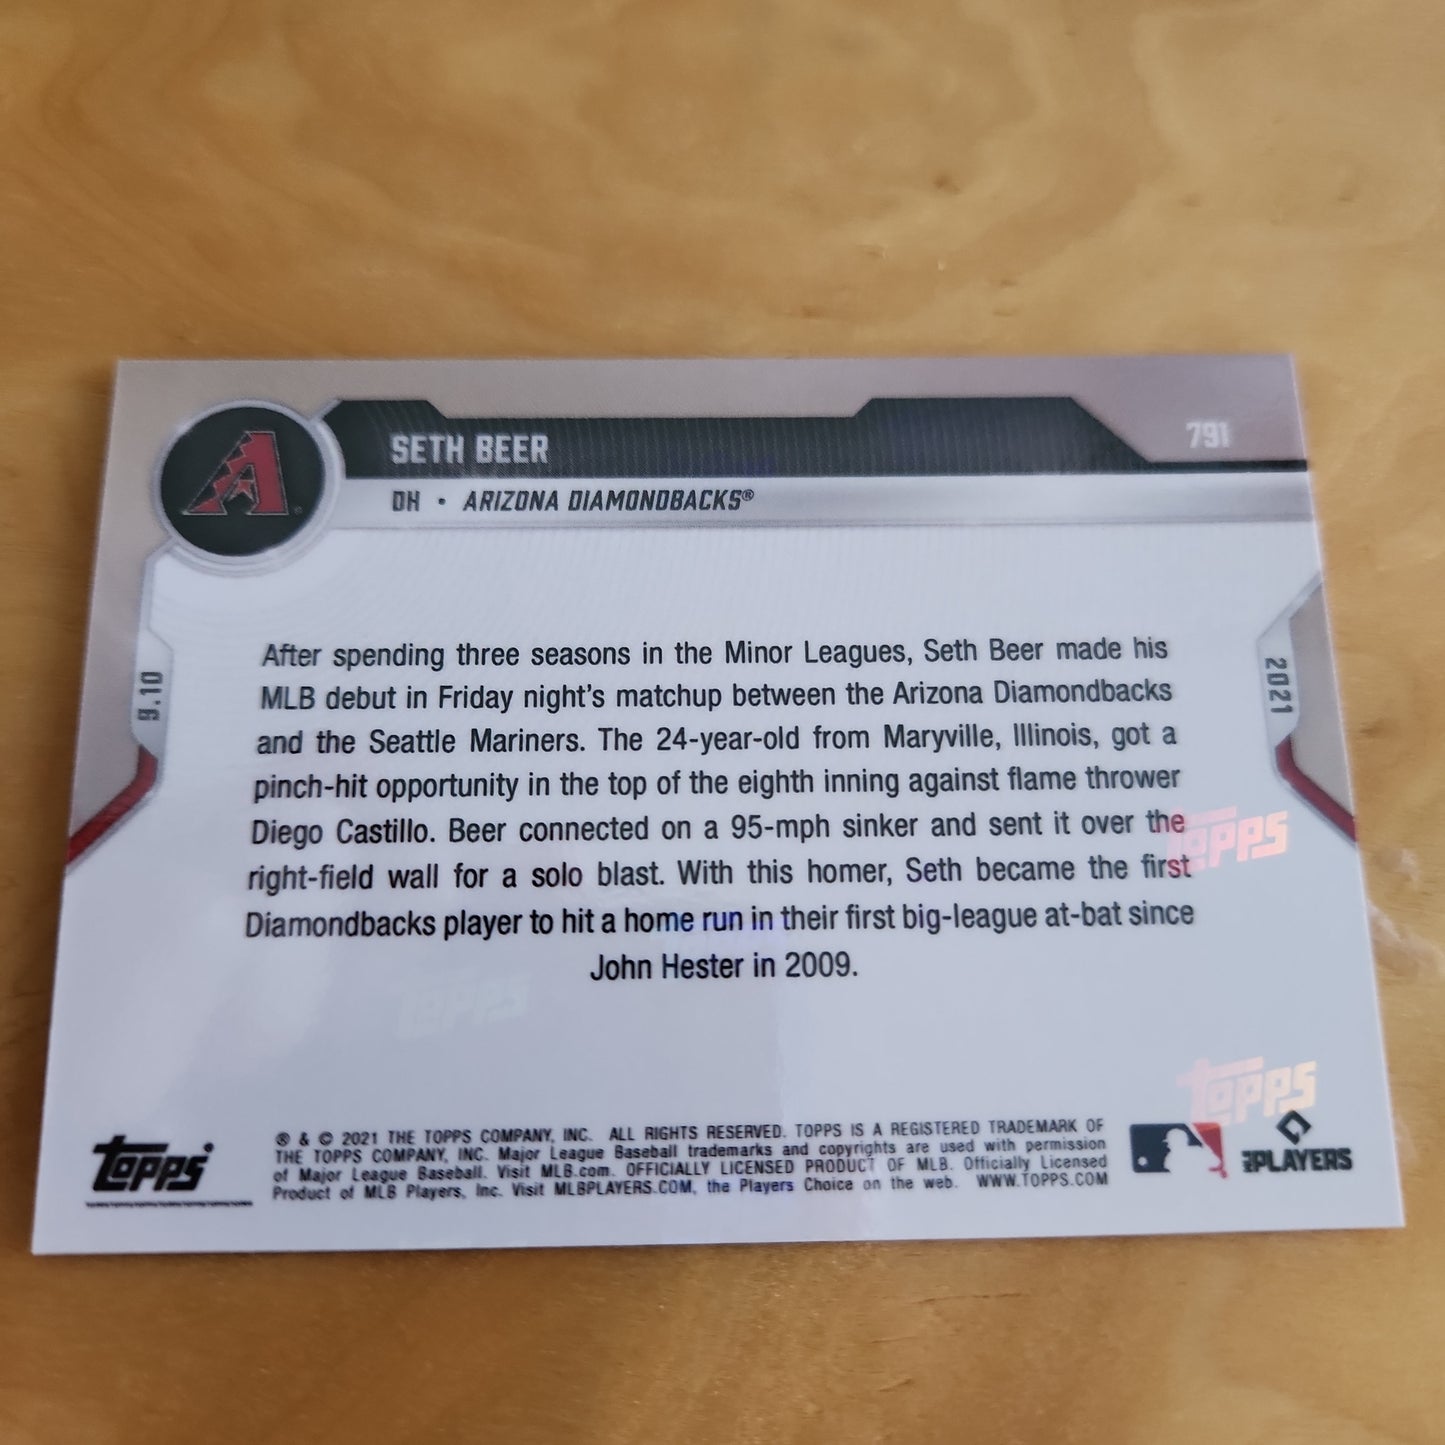 SETH BEER
791
DH • ARIZONA DIAMONDBACKS®
9.10
2021
After spending three seasons in the Minor Leagues, Seth Beer made his
MLB debut in Friday night's matchup between the Arizona Diamondbacks
and the Seattle Mariners. The 24-year-old from Maryville, Illinois, got a
pinch-hit opportunity in the top of the eighth inning against flame thrower
Diego Castillo. Beer connected on a 95-mph sinker and sent it over the
right-field wall for a solo blast. With this homer, Seth became the first
Diamondbacks player to hit a home run in their first big-league at-bat since
John Hester in 2009.
topps
topps
topps
topps
® & © 2021 THE TOPPS COMPANY, INC. ALL RIGHTS RESERVED. TOPPS IS A REGISTERED TRADEMARK OF
THE TOPPS COMPANY, INC. Major League Baseball trademarks and copyrights are used with permission
of Major League Baseball. Visit MLB.com. OFFICIALLY LICENSED PRODUCT OF MLB. Officially Licensed
Product of MLB Players, Inc. Visit MLBPLAYERS.COM, the Players Choice on the web. WWW.TOPPS.COM
PLAYERS